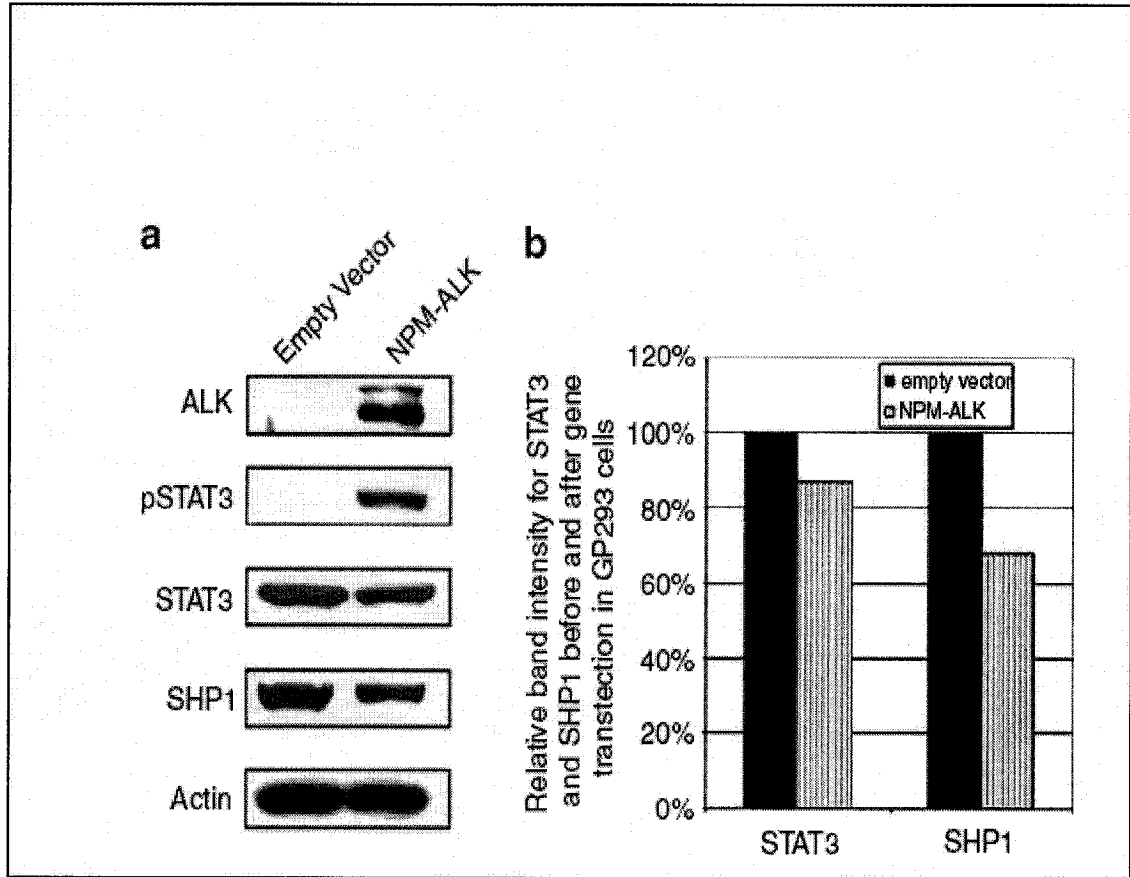 a
Empty Vector
NPM-ALK
ALK
pSTAT3
STAT3
SHP1
Actin
b
Relative band intensity for STAT3
and SHP1 before and after gene
transtection in GP293 cells
120%
100%
80%
60%
40%
20%
0%
empty vector
NPM-ALK
STAT3
SHP1